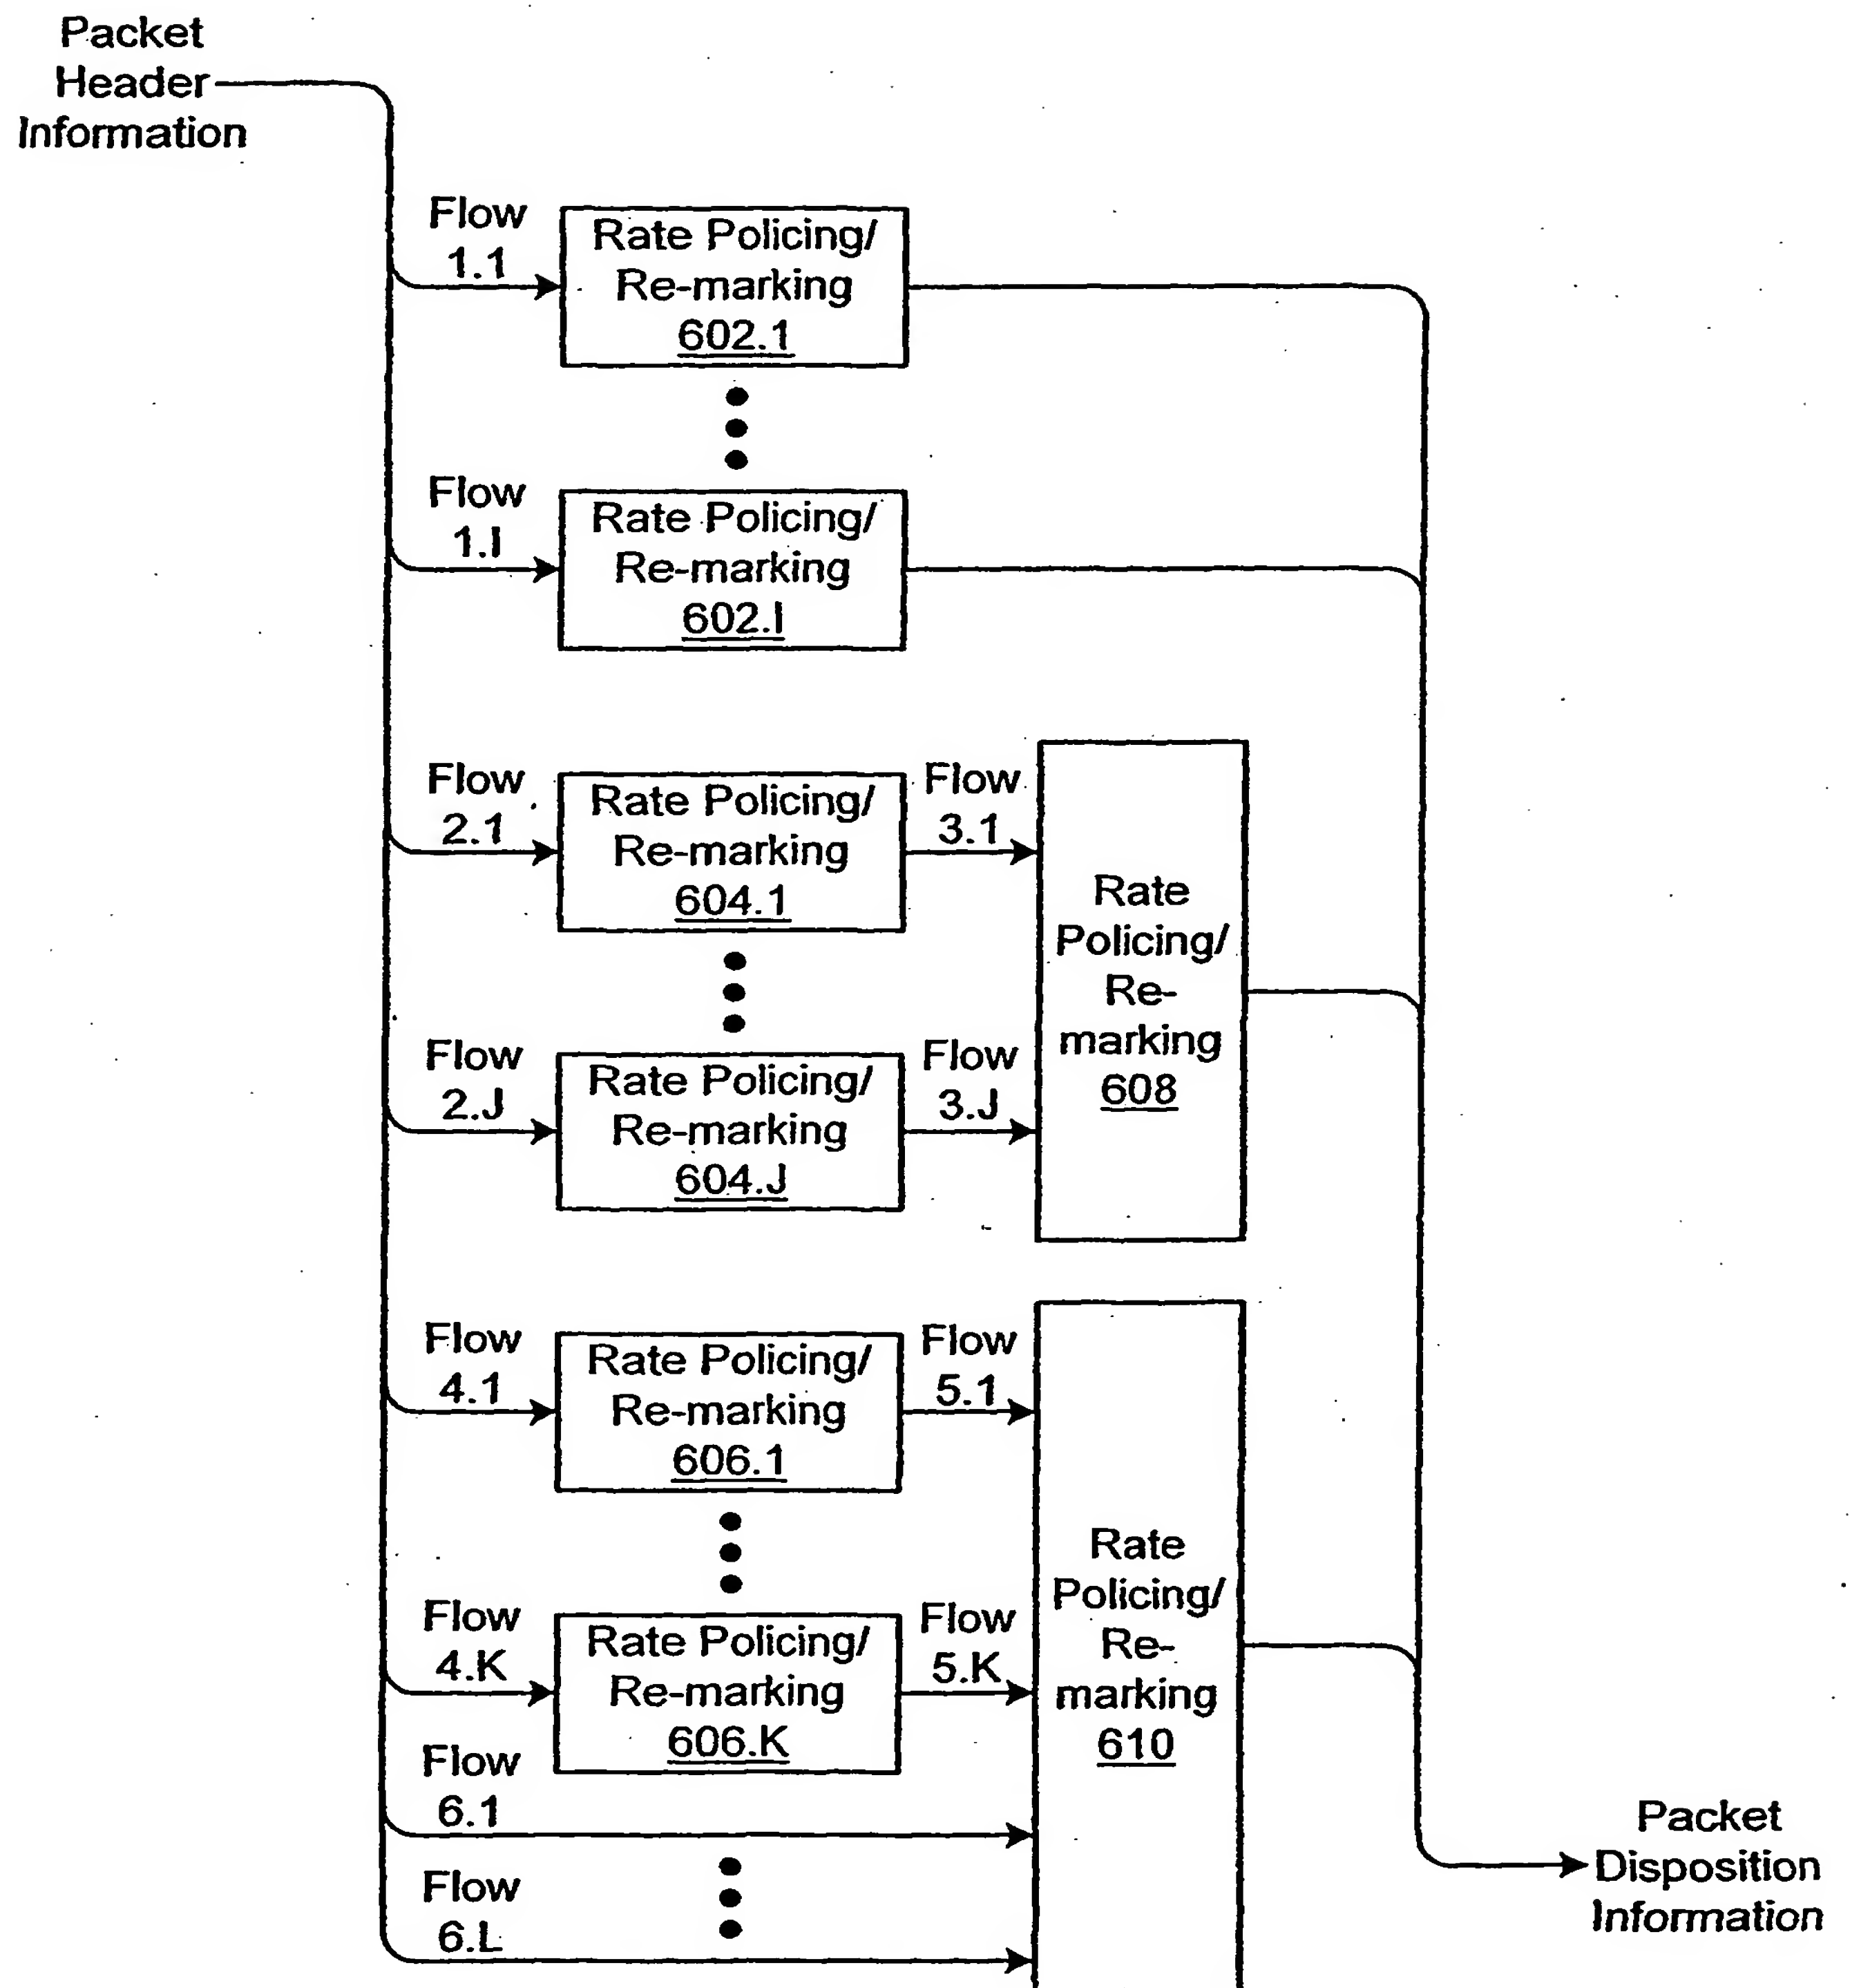 Packet
Header
Information
Flow
1.1
Rate Policing/
Re-marking
602.1
Flow
1.I
Rate Policing/
Re-marking
602.I
Flow
2.1
Rate Policing/
Re-marking
604.1
Flow
3.1
Flow
2.J
Rate Policing/
Re-marking
604.J
Flow
3.J
Rate
Policing/
Re-
marking
608
Flow
4.1
Rate Policing/
Re-marking
606.1
Flow
5.1
Flow
4.K
Rate Policing/
Re-marking
606.K
Flow
5.K
Rate
Policing/
Re-
marking
610
Flow
6.1
Flow
6.L
Packet
Disposition
Information